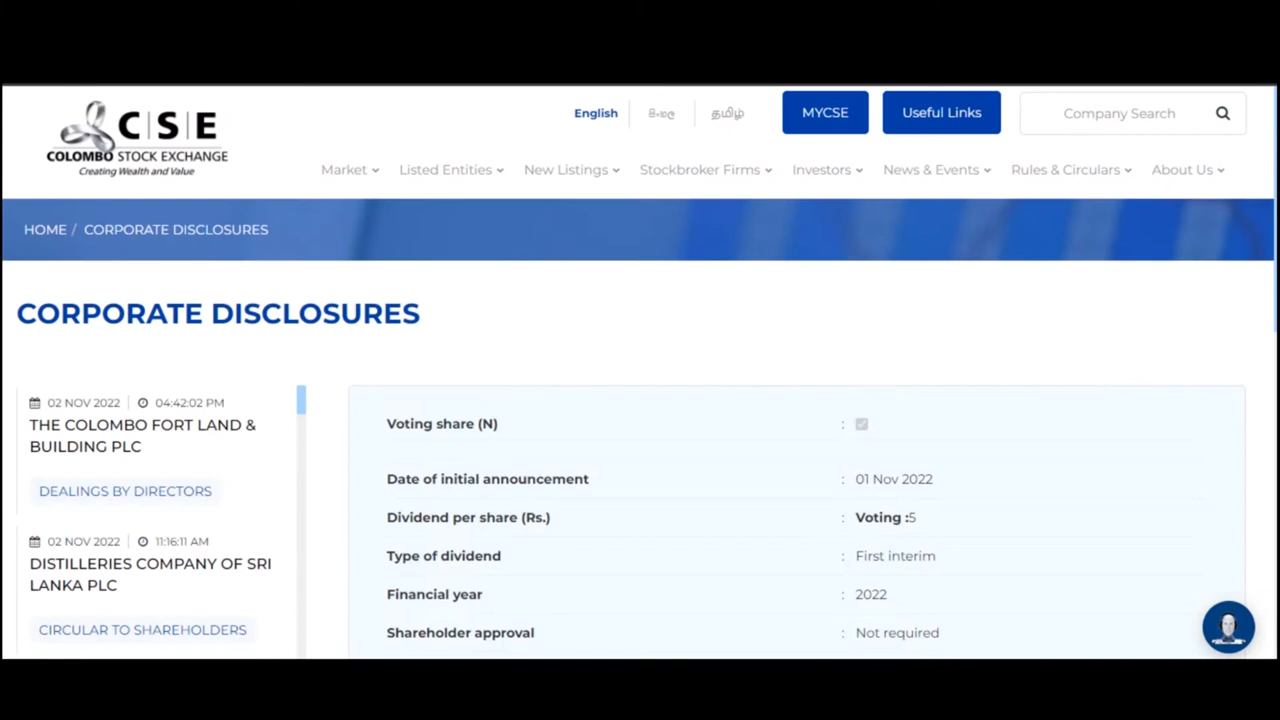 C|S|E
COLOMBO STOCK EXCHANGE
Creating Wealth and Value
English සිංහල தமிழ் MYCSE Useful Links Company Search
Market Listed Entities New Listings Stockbroker Firms Investors News & Events Rules & Circulars About Us
HOME / CORPORATE DISCLOSURES
CORPORATE DISCLOSURES
02 NOV 2022 04:42:02 PM
THE COLOMBO FORT LAND &
BUILDING PLC
DEALINGS BY DIRECTORS
02 NOV 2022 11:16:11 AM
DISTILLERIES COMPANY OF SRI
LANKA PLC
CIRCULAR TO SHAREHOLDERS
Voting share (N) :
Date of initial announcement : 01 Nov 2022
Dividend per share (Rs.) : Voting :5
Type of dividend : First interim
Financial year : 2022
Shareholder approval : Not required